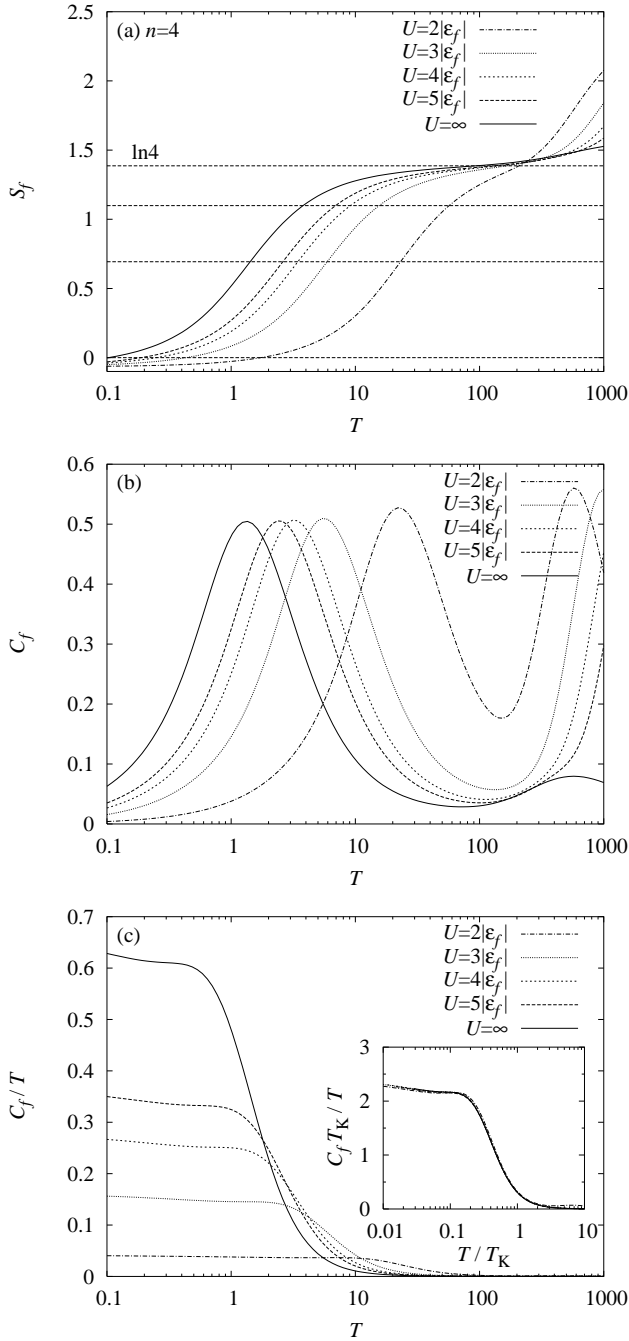 (a) n=4
U=2|εf|
U=3|εf|
U=4|εf|
U=5|εf|
U=∞
ln4
Sf
2.5
2
1.5
1
0.5
0
0.1 1 10 100 1000
T
(b)
U=2|εf|
U=3|εf|
U=4|εf|
U=5|εf|
U=∞
Cf
0.6
0.5
0.4
0.3
0.2
0.1
0
0.1 1 10 100 1000
T
(c)
U=2|εf|
U=3|εf|
U=4|εf|
U=5|εf|
U=∞
Cf / T
0.7
0.6
0.5
0.4
0.3
0.2
0.1
0
0.1 1 10 100 1000
T
Cf TK / T
3
2
1
0
0.01 0.1 1 10
T / TK